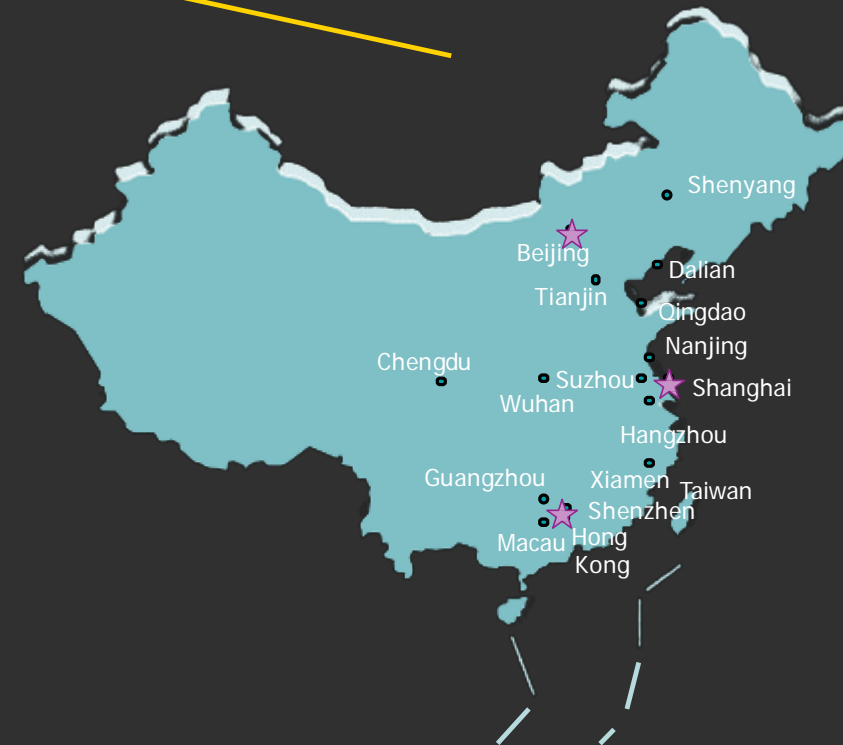 Shenyang
Beijing
Dalian
Tianjin
Qingdao
Nanjing
Chengdu
Suzhou
Shanghai
Wuhan
Hangzhou
Guangzhou
Xiamen
Taiwan
Shenzhen
Macau
Hong
Kong